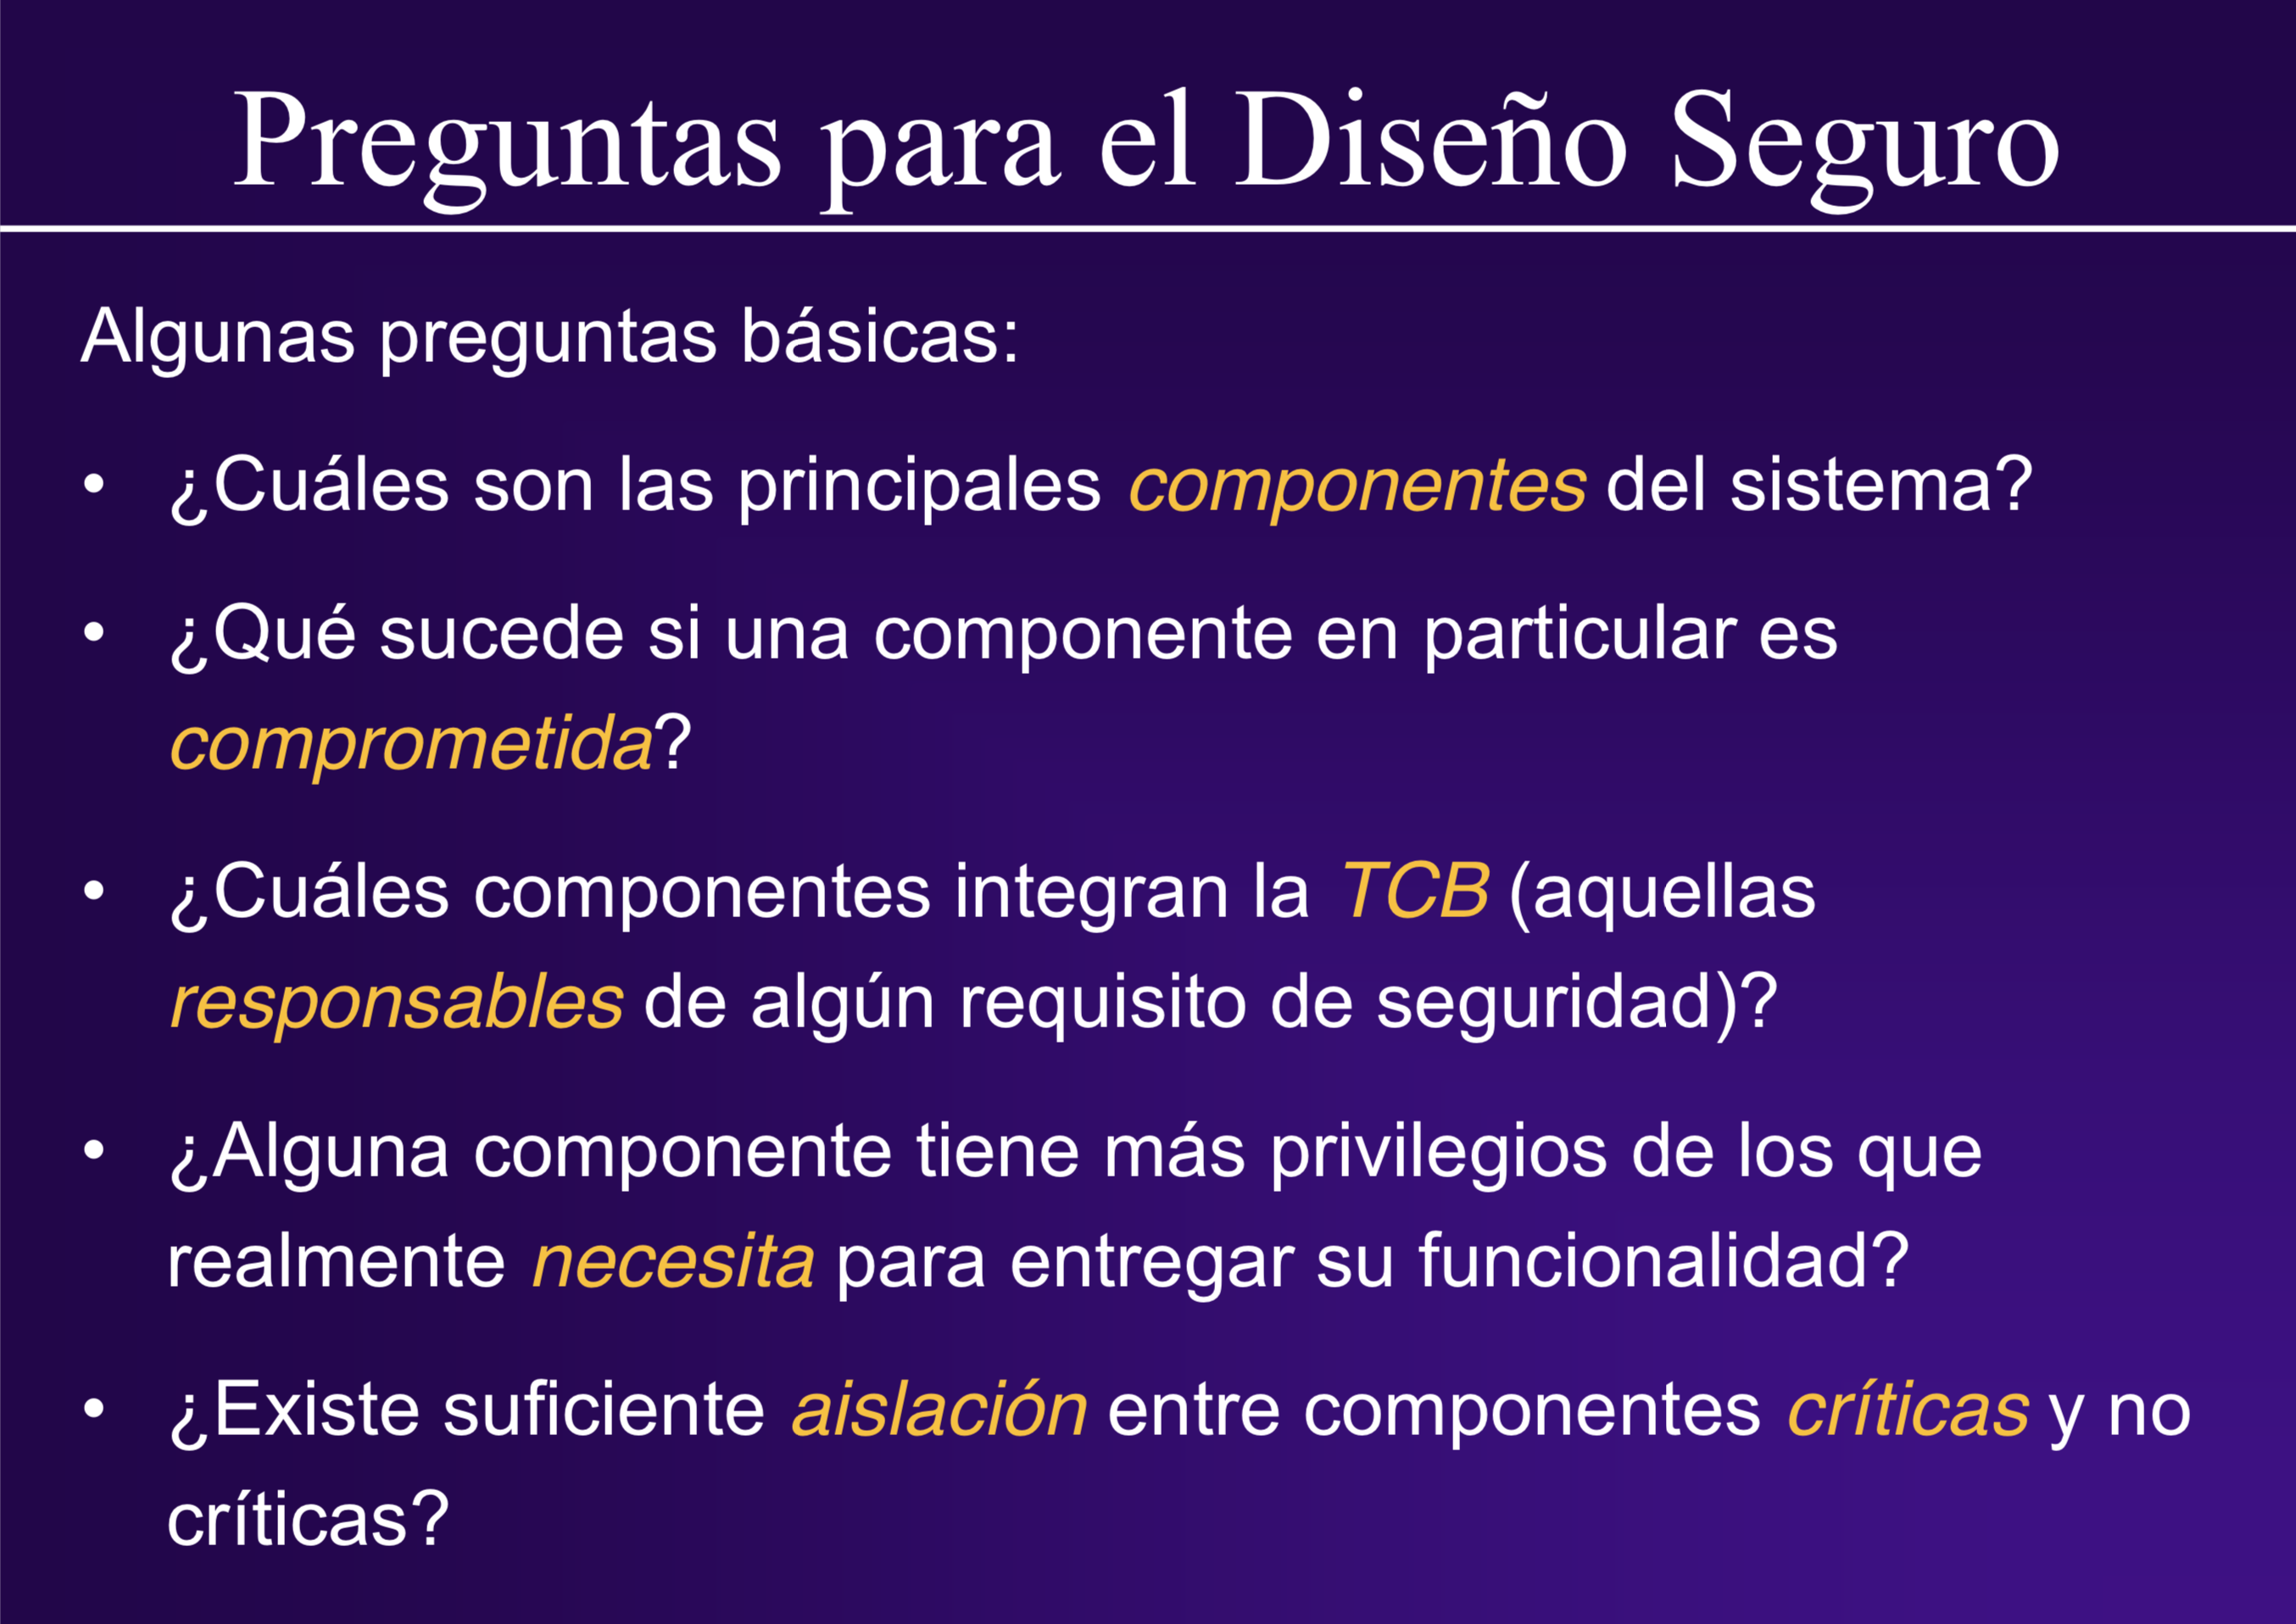 Preguntas para el Diseño Seguro
Algunas preguntas básicas:
• ¿Cuáles son las principales componentes del sistema?
• ¿Qué sucede si una componente en particular es
comprometida?
• ¿Cuáles componentes integran la TCB (aquellas
responsables de algún requisito de seguridad)?
• ¿Alguna componente tiene más privilegios de los que
realmente necesita para entregar su funcionalidad?
• ¿Existe suficiente aislación entre componentes críticas y no
críticas?